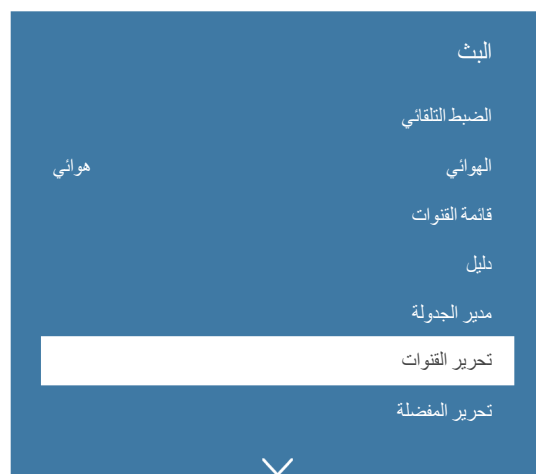 البث
الضبط التلقائي
الهوائي هوائي
قائمة القنوات
دليل
مدير الجدولة
تحرير القنوات
تحرير المفضلة